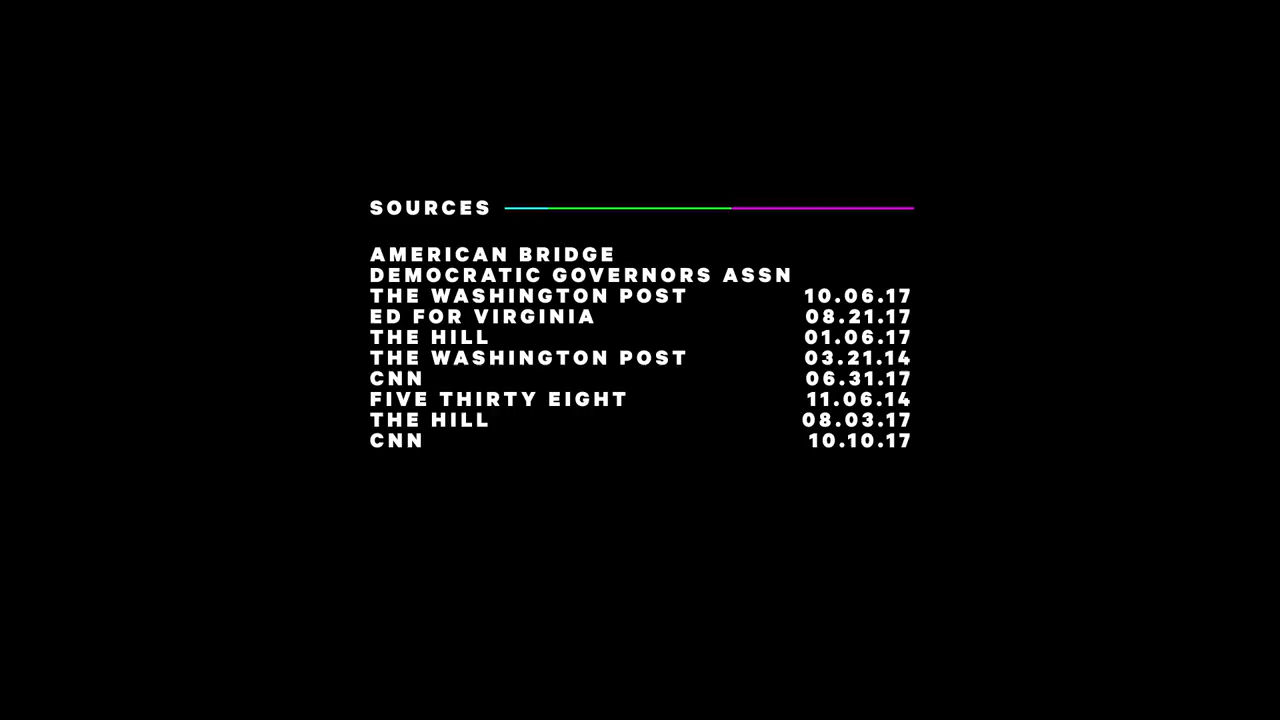 SOURCES
AMERICAN BRIDGE
DEMOCRATIC GOVERNORS ASSN
THE WASHINGTON POST 10.06.17
ED FOR VIRGINIA 08.21.17
THE HILL 01.06.17
THE WASHINGTON POST 03.21.14
CNN 06.31.17
FIVE THIRTY EIGHT 11.06.14
THE HILL 08.03.17
CNN 10.10.17